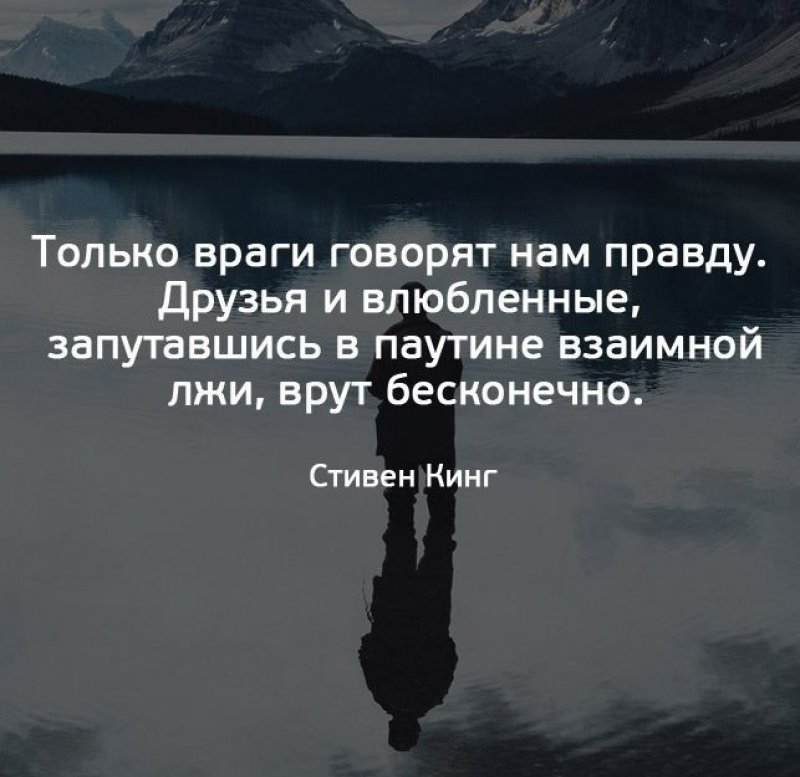 Только враги говорят нам правду.
Друзья и влюбленные,
запутавшись в паутине взаимной
лжи, врут бесконечно.
Стивен Кинг